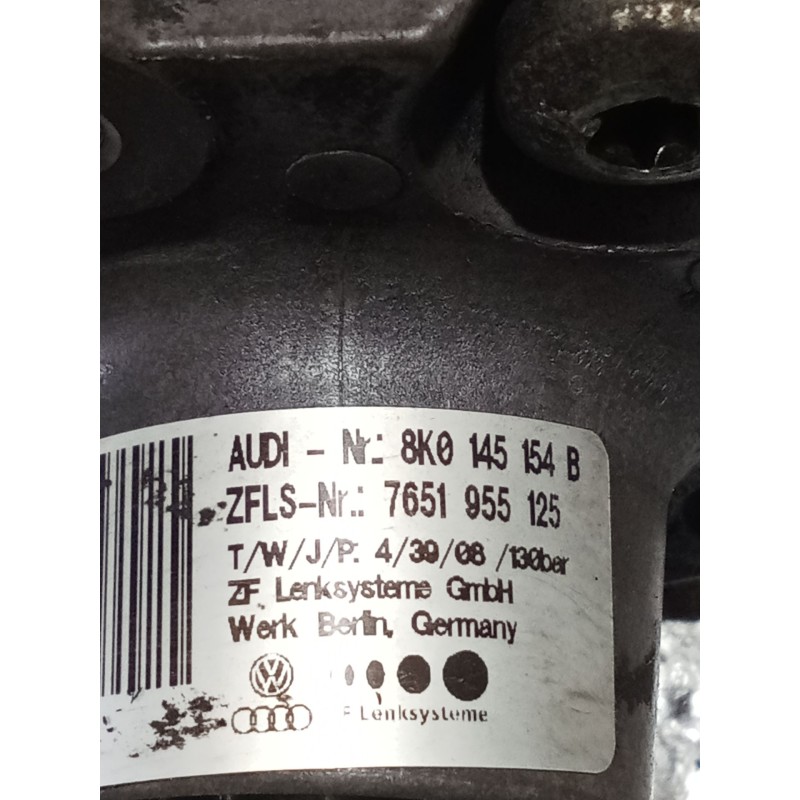 AUDI - Nr.: 8K0 145 154 B
ZFLS-Nr.: 7651 955 125
T/W/J/P: 4/39/08 /130bar
ZF Lenksysteme GmbH
Werk Berlin, Germany
F Lenksysteme